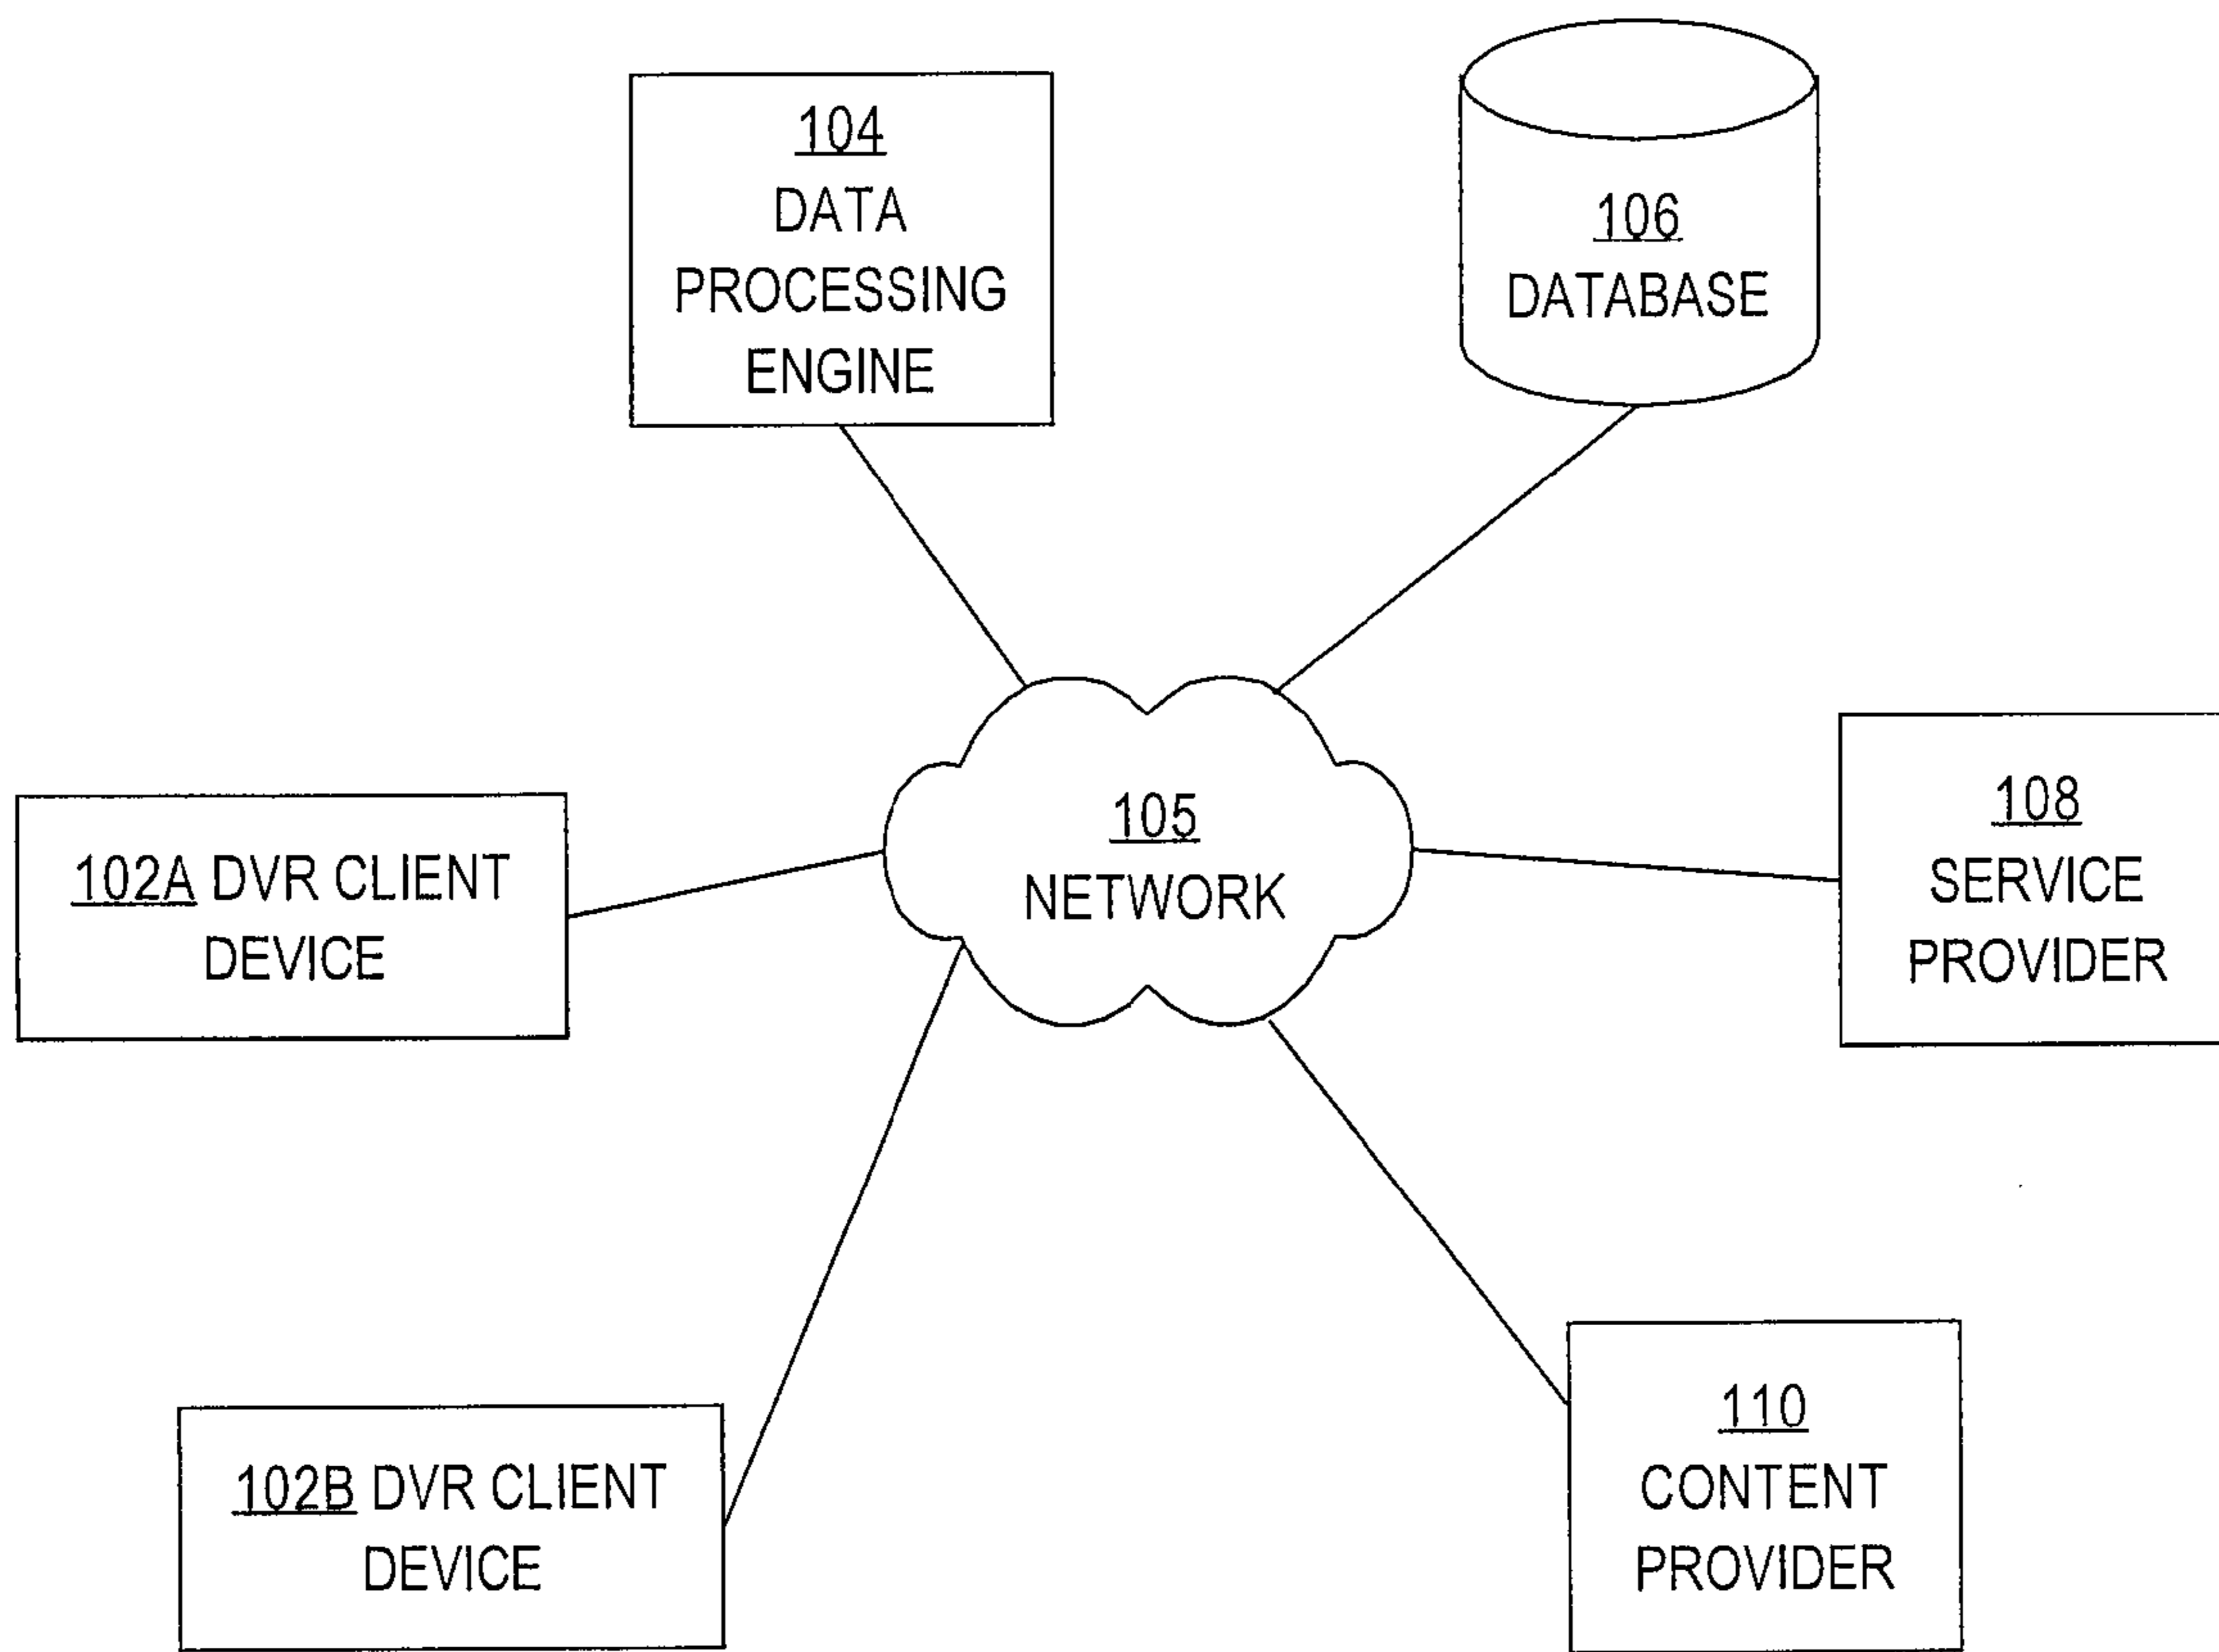 104
DATA
PROCESSING
ENGINE
106
DATABASE
105
NETWORK
108
SERVICE
PROVIDER
102A DVR CLIENT
DEVICE
102B DVR CLIENT
DEVICE
110
CONTENT
PROVIDER